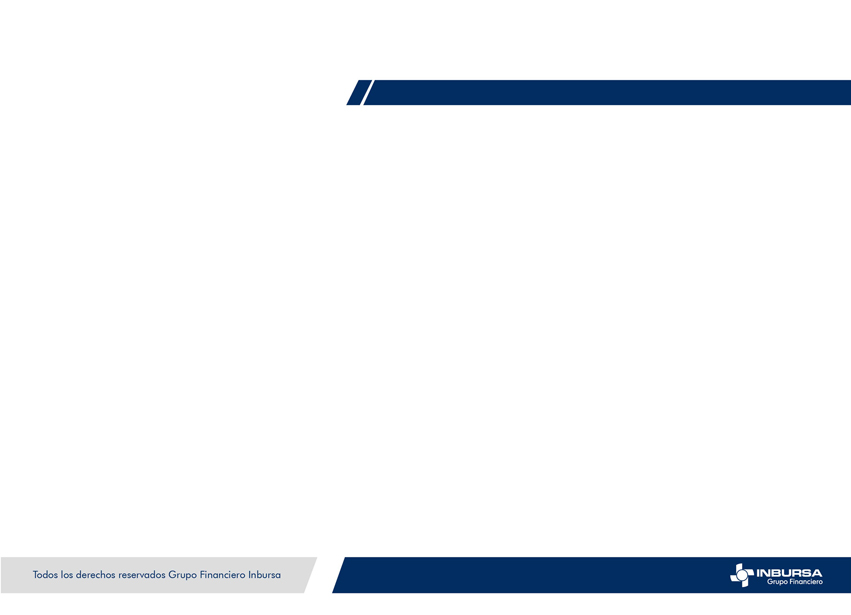 Todos los derechos reservados Grupo Financiero Inbursa
INBURSA
Grupo Financiero